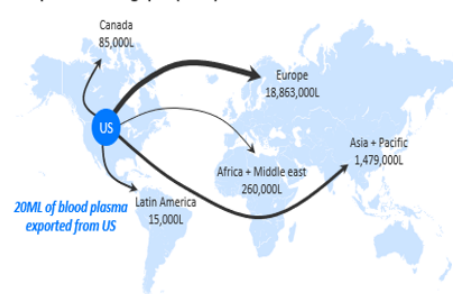 Canada
85,000L
Europe
18,863,000L
US
Asia + Pacific
1,479,000L
Africa + Middle east
260,000L
Latin America
15,000L
20ML of blood plasma
exported from US